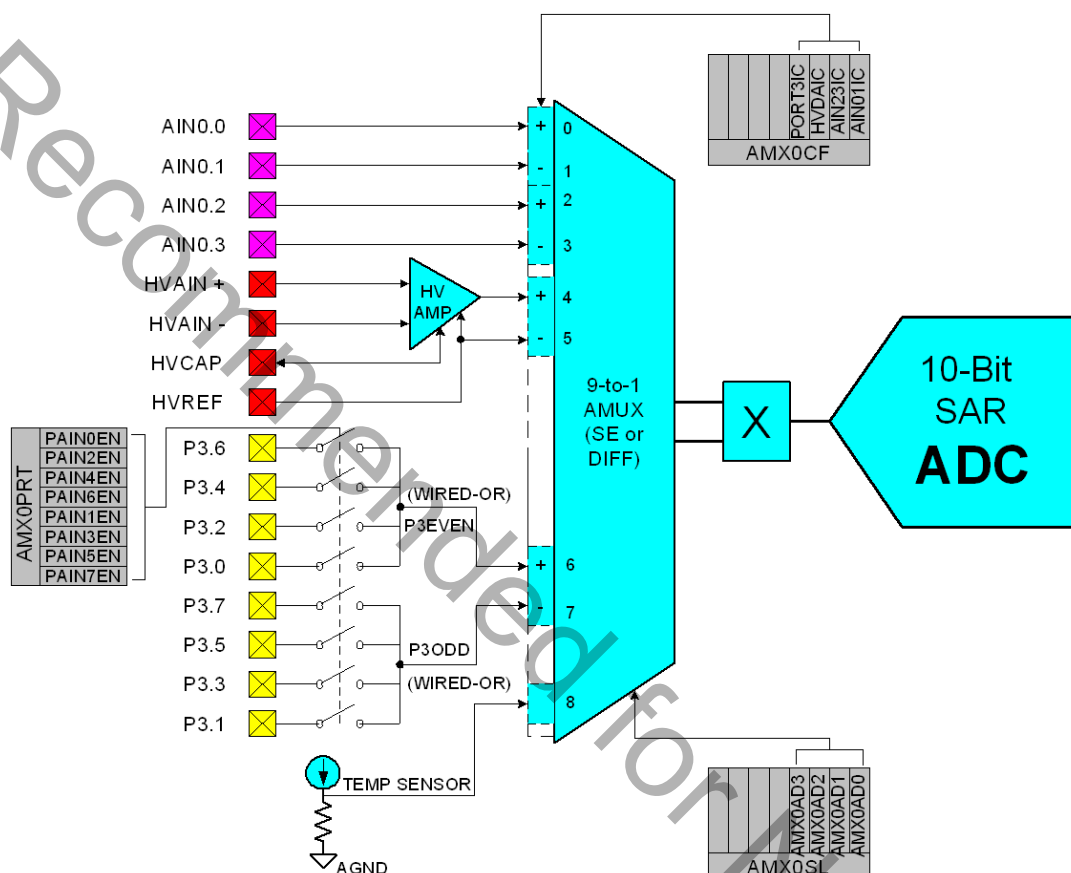 AIN0.0
AIN0.1
AIN0.2
AIN0.3
HVAIN +
HVAIN -
HVCAP
HVREF
P3.6
P3.4
P3.2
P3.0
P3.7
P3.5
P3.3
P3.1
AMX0PRT
PAIN0EN
PAIN2EN
PAIN4EN
PAIN6EN
PAIN1EN
PAIN3EN
PAIN5EN
PAIN7EN
HV
AMP
(WIRED-OR)
P3EVEN
P3ODD
(WIRED-OR)
TEMP SENSOR
AGND
+ 0
- 1
+ 2
- 3
+ 4
- 5
+ 6
- 7
8
9-to-1
AMUX
(SE or
DIFF)
X
10-Bit
SAR
ADC
PORT3IC
HVDAIC
AIN23IC
AIN01IC
AMX0CF
AMX0AD3
AMX0AD2
AMX0AD1
AMX0AD0
AMX0SL
Recommended for N